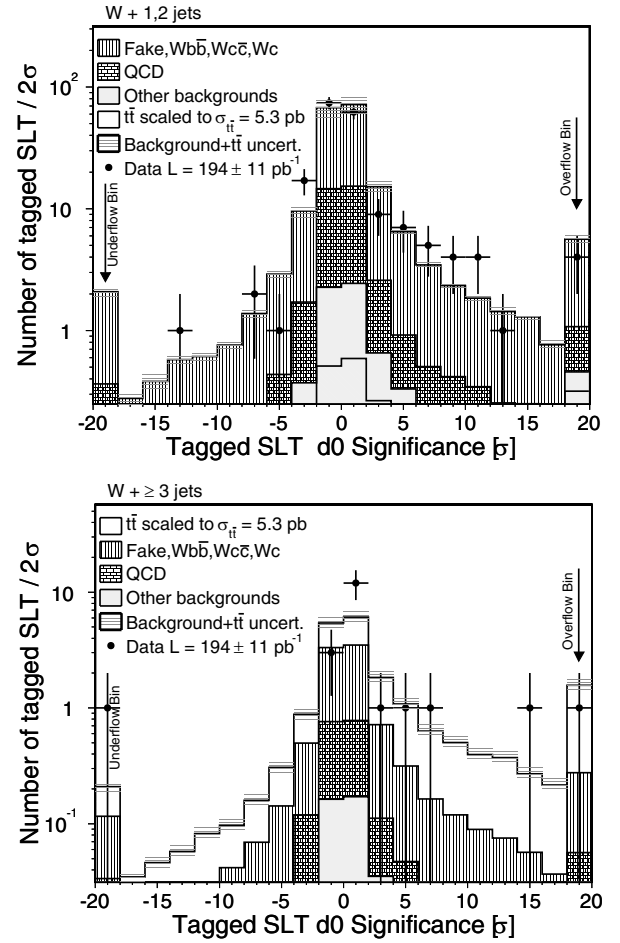 W + 1,2 jets
Fake,Wbb̄,Wcc̄,Wc
QCD
Other backgrounds
tt̄ scaled to σtt̄ = 5.3 pb
Background+tt̄ uncert.
Data L = 194 ± 11 pb-1
Underflow Bin
Overflow Bin
Number of tagged SLT / 2σ
10²
10
1
-20 -15 -10 -5 0 5 10 15 20
Tagged SLT d0 Significance [σ]
W + ≥ 3 jets
tt̄ scaled to σtt̄ = 5.3 pb
Fake,Wbb̄,Wcc̄,Wc
QCD
Other backgrounds
Background+tt̄ uncert.
Data L = 194 ± 11 pb-1
Underflow Bin
Overflow Bin
Number of tagged SLT / 2σ
10
1
10-1
-20 -15 -10 -5 0 5 10 15 20
Tagged SLT d0 Significance [σ]